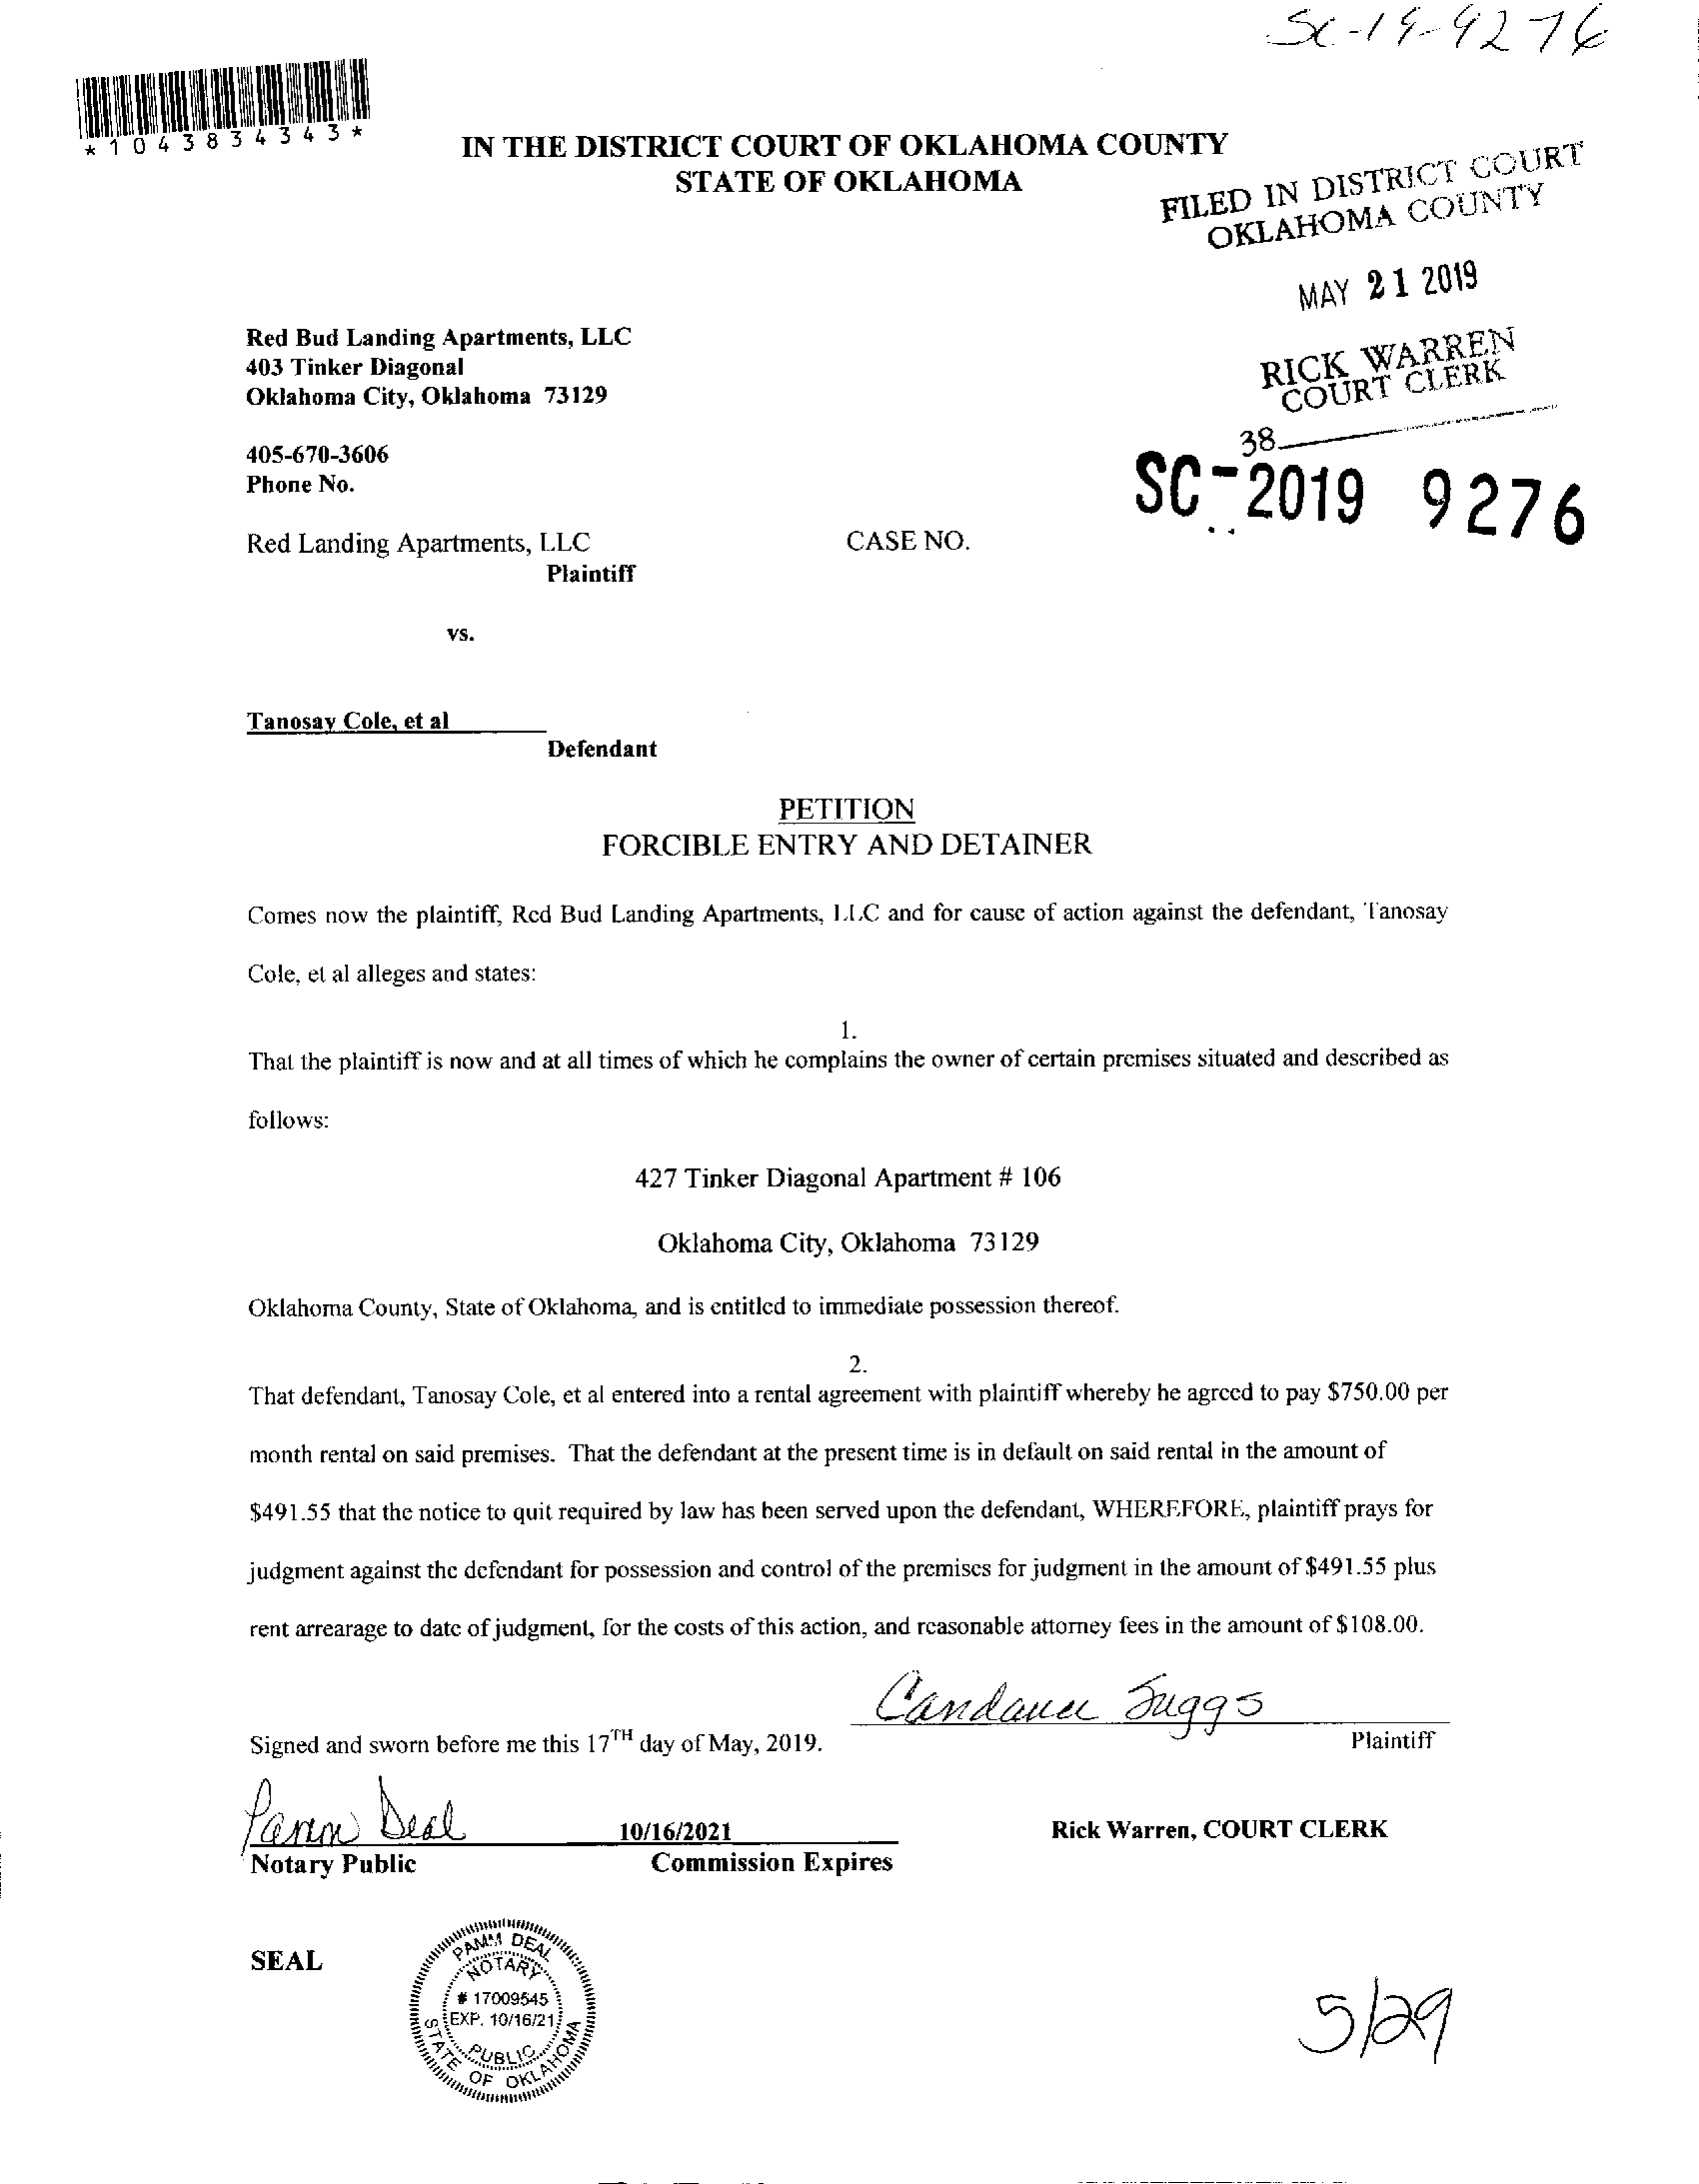 SC-19-9276
*1043834343*
IN THE DISTRICT COURT OF OKLAHOMA COUNTY
STATE OF OKLAHOMA
FILED IN DISTRICT COURT
OKLAHOMA COUNTY
MAY 21 2019
RICK WARREN
COURT CLERK
38
SC-2019 9276
Red Bud Landing Apartments, LLC
403 Tinker Diagonal
Oklahoma City, Oklahoma 73129
405-670-3606
Phone No.
Red Landing Apartments, LLC
CASE NO.
Plaintiff
vs.
Tanosay Cole, et al
Defendant
PETITION
FORCIBLE ENTRY AND DETAINER
Comes now the plaintiff, Red Bud Landing Apartments, LLC and for cause of action against the defendant, Tanosay
Cole, et al alleges and states:
1.
That the plaintiff is now and at all times of which he complains the owner of certain premises situated and described as
follows:
427 Tinker Diagonal Apartment # 106
Oklahoma City, Oklahoma 73129
Oklahoma County, State of Oklahoma, and is entitled to immediate possession thereof.
2.
That defendant, Tanosay Cole, et al entered into a rental agreement with plaintiff whereby he agreed to pay $750.00 per
month rental on said premises. That the defendant at the present time is in default on said rental in the amount of
$491.55 that the notice to quit required by law has been served upon the defendant, WHEREFORE, plaintiff prays for
judgment against the defendant for possession and control of the premises for judgment in the amount of $491.55 plus
rent arrearage to date of judgment, for the costs of this action, and reasonable attorney fees in the amount of $108.00.
Suggs
Signed and sworn before me this 17TH day of May, 2019.
Plaintiff
Pamm Deal
10/16/2021
Rick Warren, COURT CLERK
Notary Public
Commission Expires
SEAL
PAMM DEAL
NOTARY
# 17009545
EXP. 10/16/21
PUBLIC
STATE OF OKLAHOMA
5/29